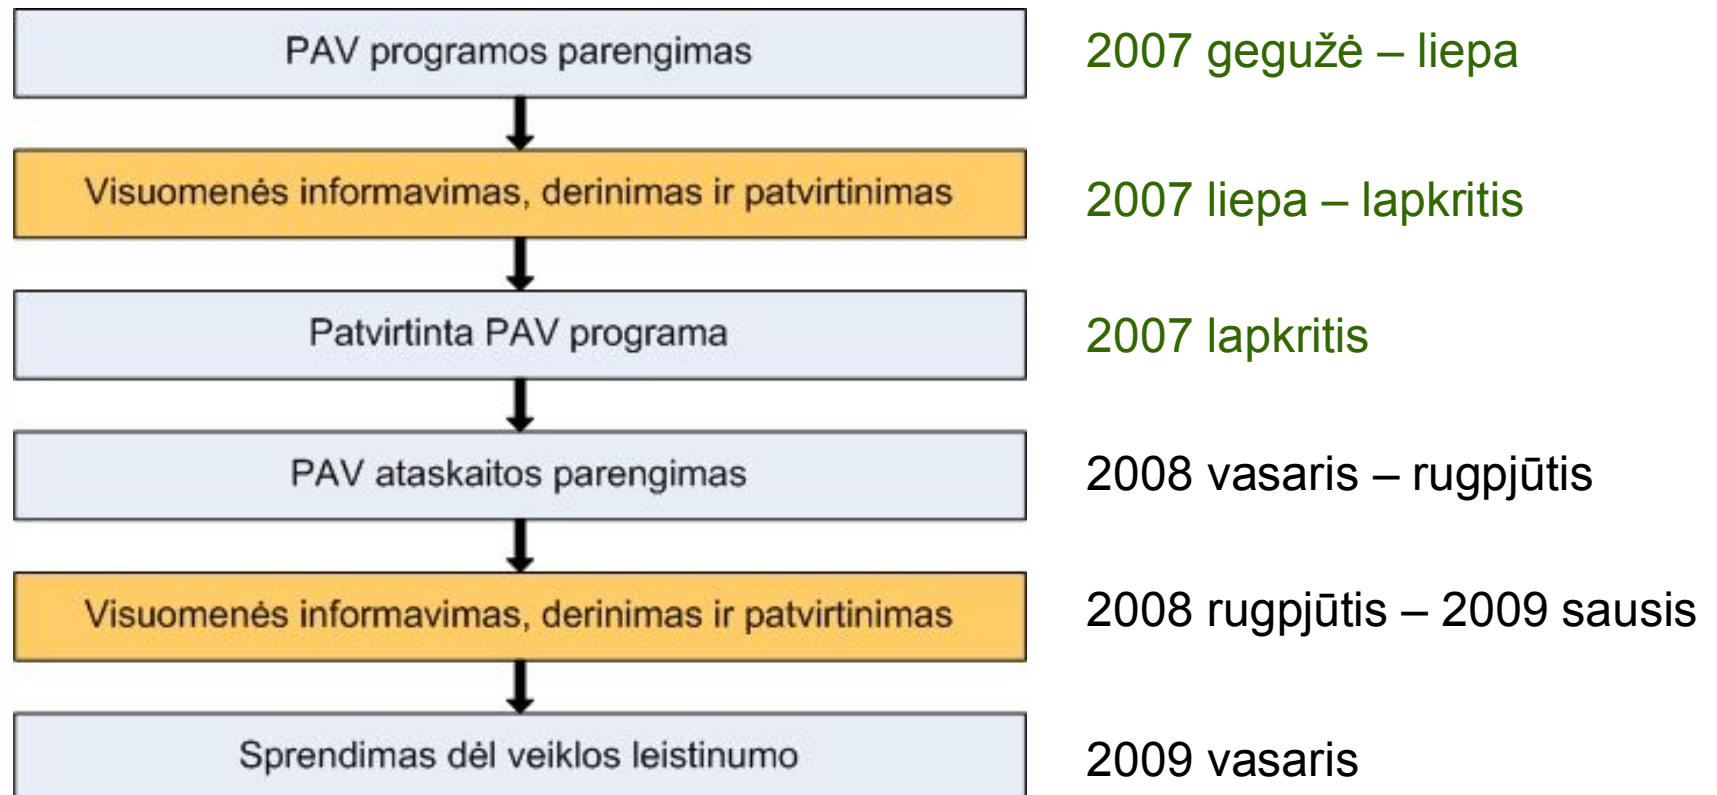 PAV programos parengimas
2007 gegužė – liepa
Visuomenės informavimas, derinimas ir patvirtinimas
2007 liepa – lapkritis
Patvirtinta PAV programa
2007 lapkritis
PAV ataskaitos parengimas
2008 vasaris – rugpjūtis
Visuomenės informavimas, derinimas ir patvirtinimas
2008 rugpjūtis – 2009 sausis
Sprendimas dėl veiklos leistinumo
2009 vasaris